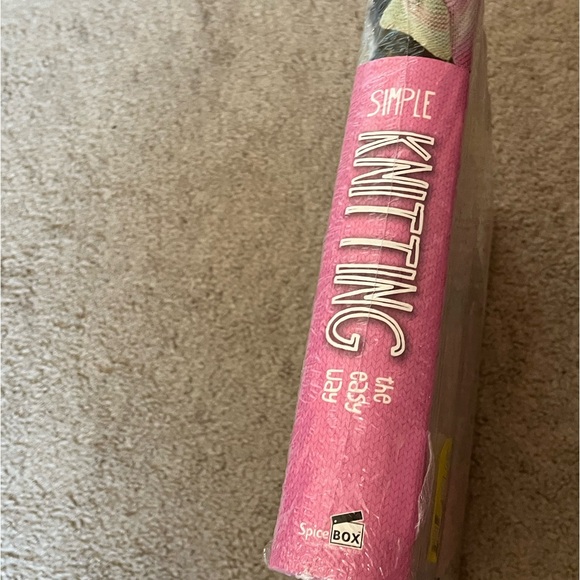 SIMPLE
KNITTING
the
easy
way
Spice BOX